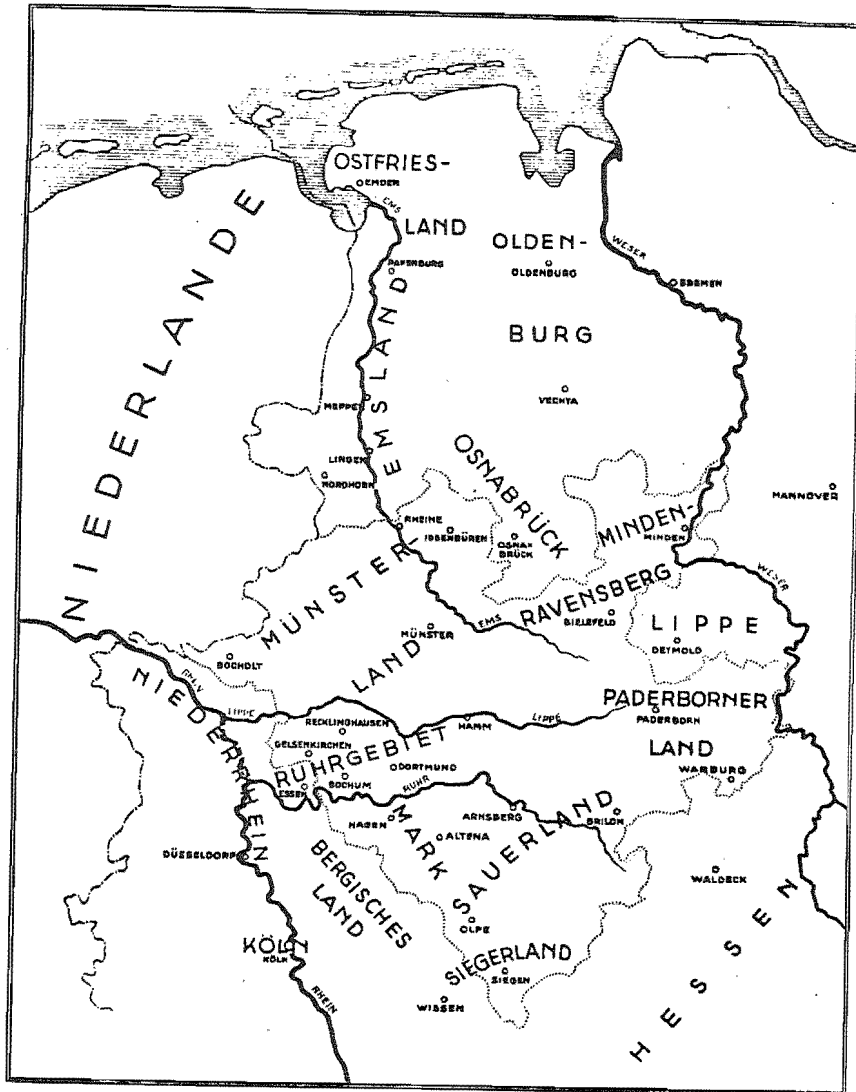 OSTFRIES-
EMDEN
EMS
LAND
OLDEN-
OLDENBURG
WESER
BREMEN
PAPENBURG
NIEDERLANDE
EMSLAND
BURG
VECHTA
MEPPEN
LINGEN
NORDHORN
OSNABRÜCK
HANNOVER
RHEINE
IBBENBÜREN
OSNA-
BRÜCK
MINDEN-
MINDEN
MÜNSTER-
RAVENSBERG
WESER
EMS
MÜNSTER
BIELEFELD
LIPPE
DETMOLD
BOCHOLT
LAND
NIEDERRHEIN
RHEIN
LIPPE
HAMM
LIPPE
PADERBORNER
PADERBORN
RECKLINGHAUSEN
GELSENKIRCHEN
RUHRGEBIET
LAND
DORTMUND
BOCHUM
ESSEN
RUHR
WARBURG
HAGEN
MARK
ALTENA
ARNSBERG
BRILON
SAUERLAND
DÜSSELDORF
BERGISCHES
LAND
WALDECK
OLPE
KÖLN
KÖLN
SIEGERLAND
SIEGEN
RHEIN
WISSEN
HESSEN